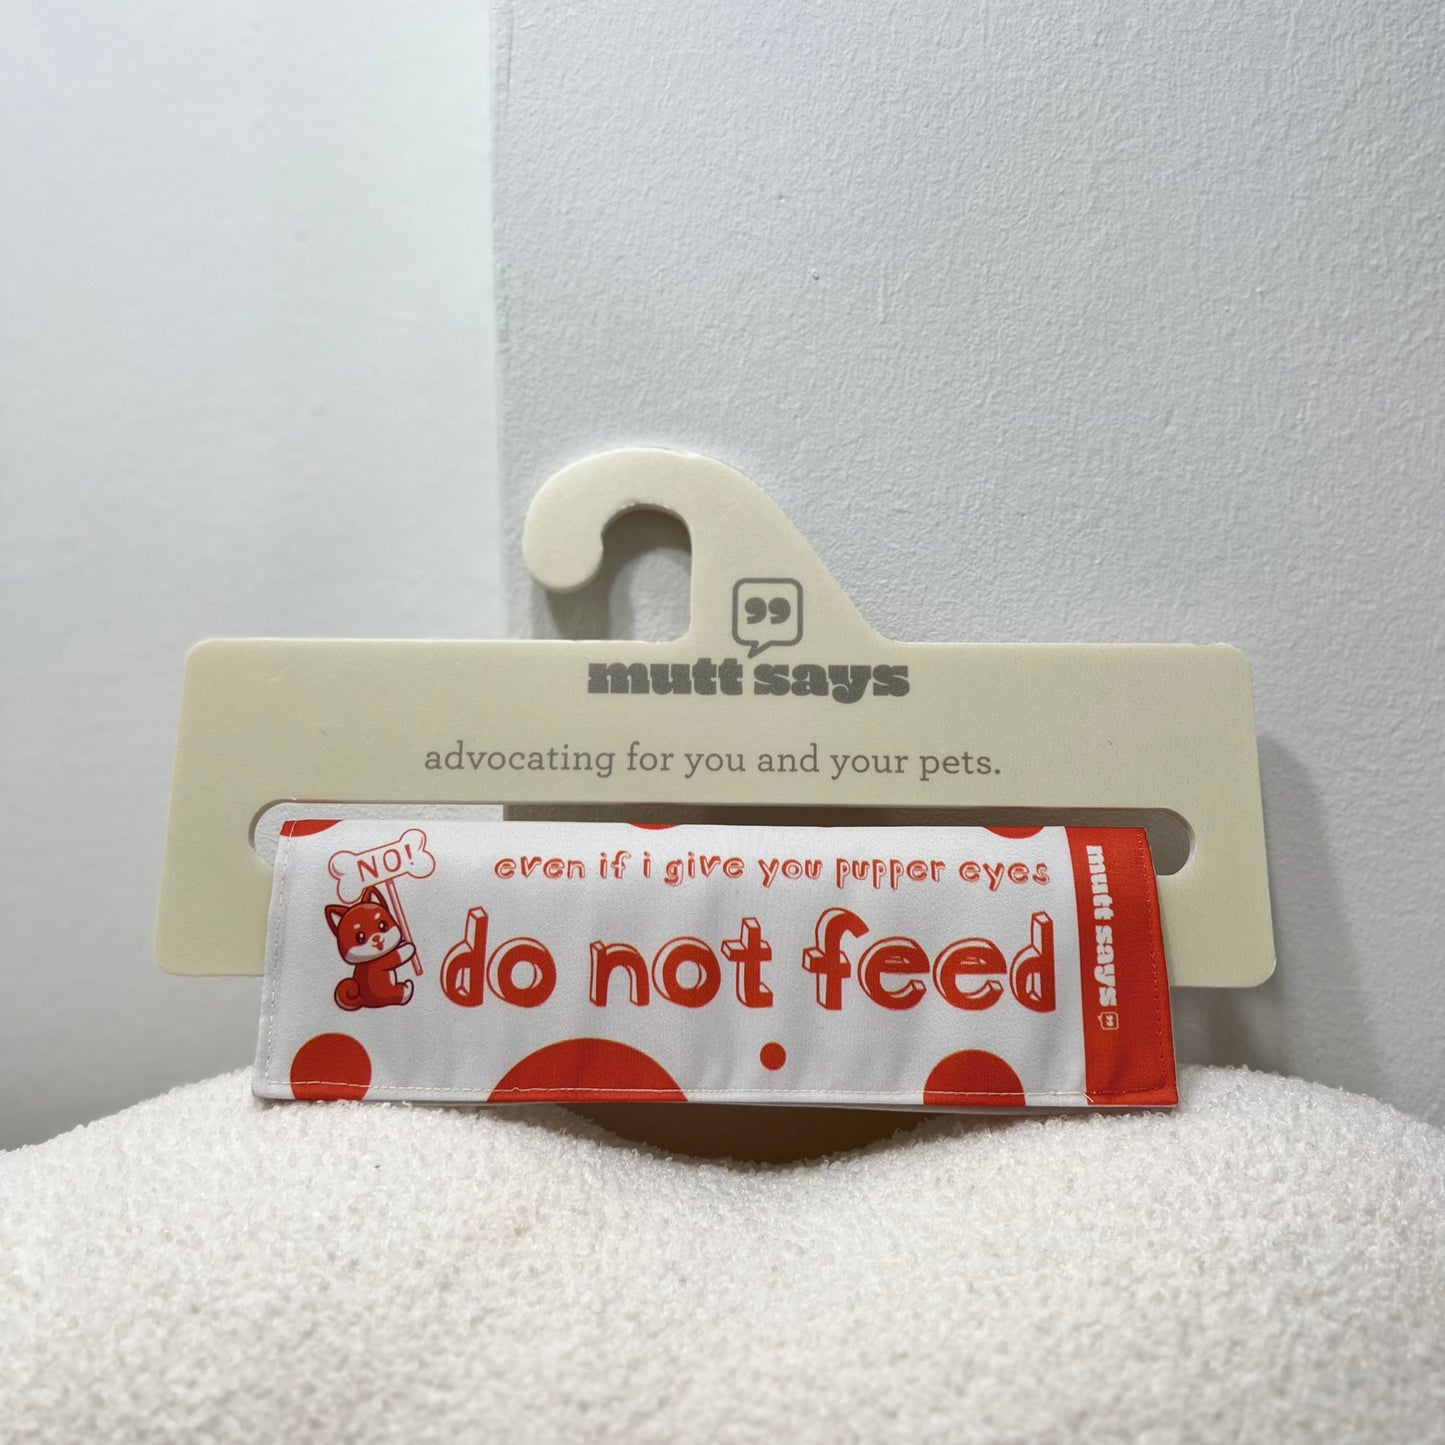 mutt says
advocating for you and your pets.
NO!
even if i give you pupper eyes
do not feed
mutt says